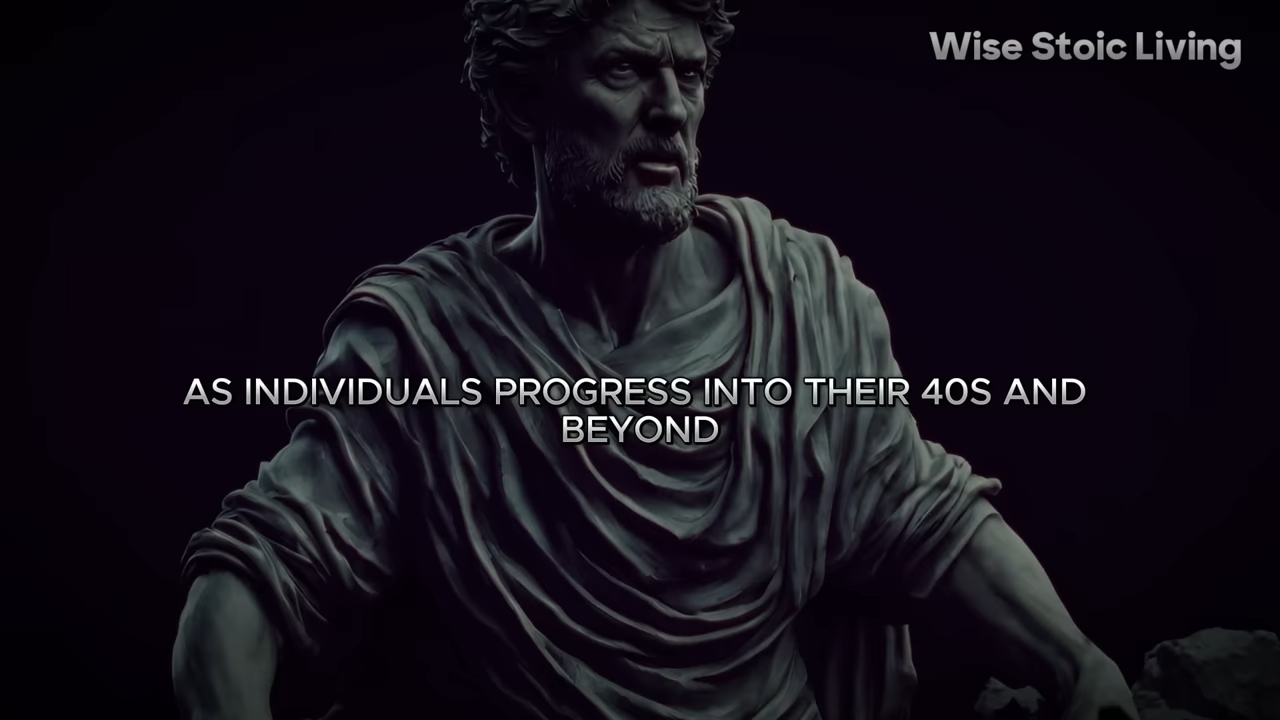 Wise Stoic Living
AS INDIVIDUALS PROGRESS INTO THEIR 40S AND
BEYOND